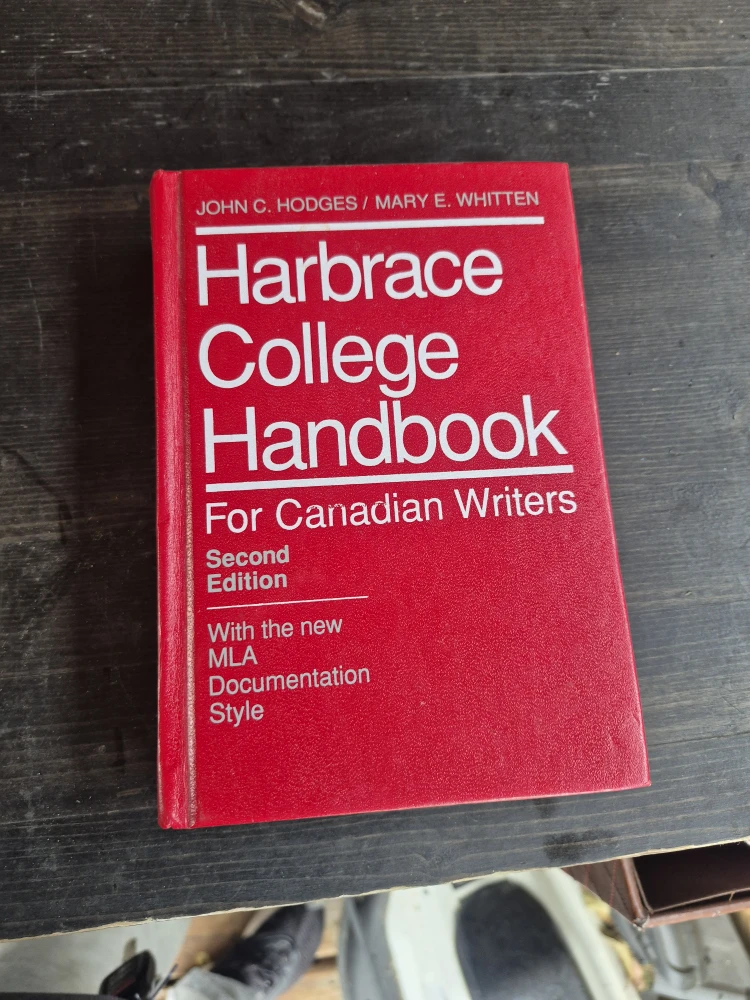 JOHN C. HODGES / MARY E. WHITTEN
Harbrace
College
Handbook
For Canadian Writers
Second
Edition
With the new
MLA
Documentation
Style